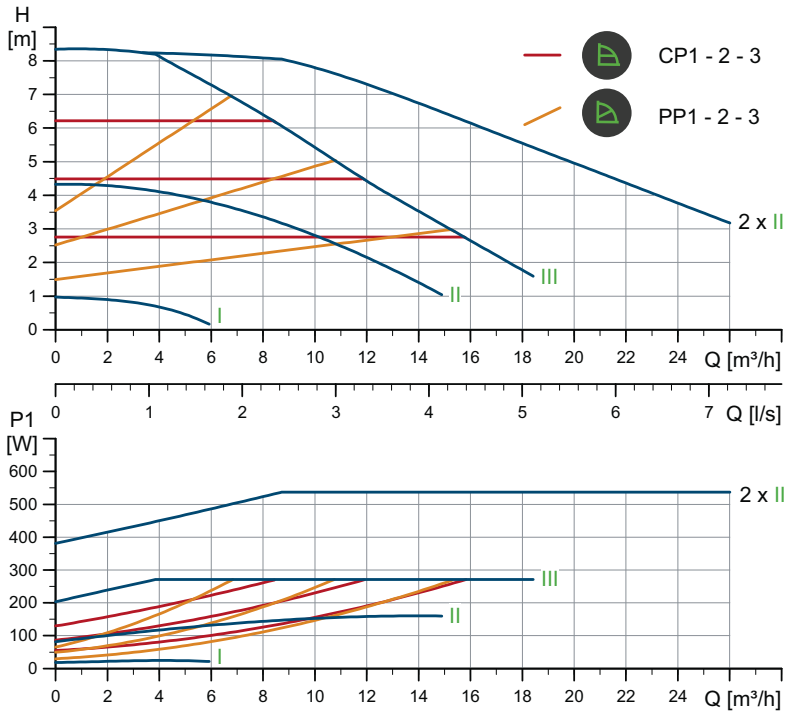 H
[m]
8
7
6
5
4
3
2
1
0
CP1 - 2 - 3
PP1 - 2 - 3
2 x II
III
II
I
0 2 4 6 8 10 12 14 16 18 20 22 24 Q [m³/h]
0 1 2 3 4 5 6 7 Q [l/s]
P1
[W]
600
500
400
300
200
100
0
2 x II
III
II
I
0 2 4 6 8 10 12 14 16 18 20 22 24 Q [m³/h]